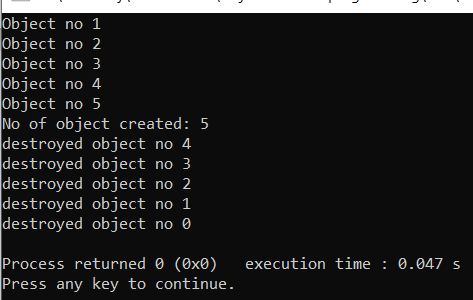 Object no 1
Object no 2
Object no 3
Object no 4
Object no 5
No of object created: 5
destroyed object no 4
destroyed object no 3
destroyed object no 2
destroyed object no 1
destroyed object no 0
Process returned 0 (0x0)   execution time : 0.047 s
Press any key to continue.